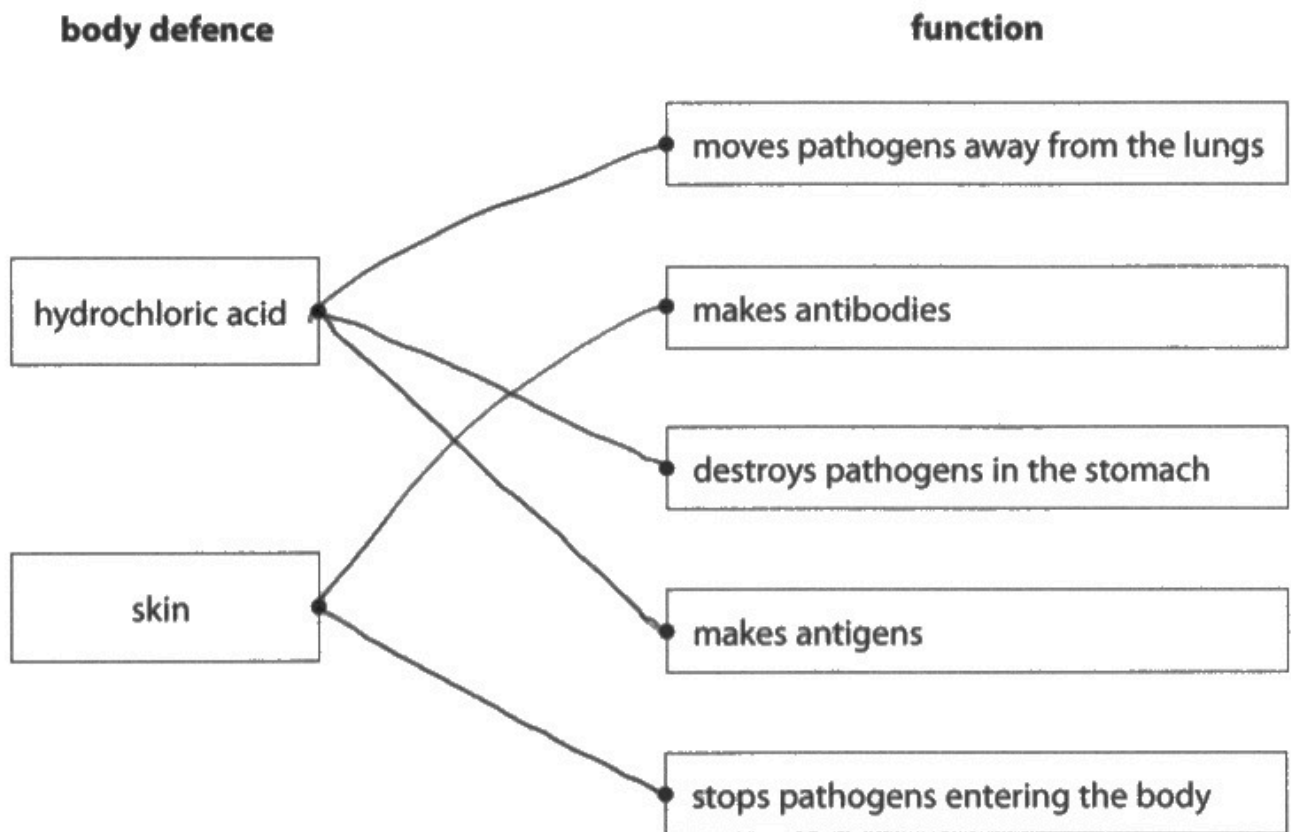 body defence
function
moves pathogens away from the lungs
hydrochloric acid
makes antibodies
destroys pathogens in the stomach
skin
makes antigens
stops pathogens entering the body